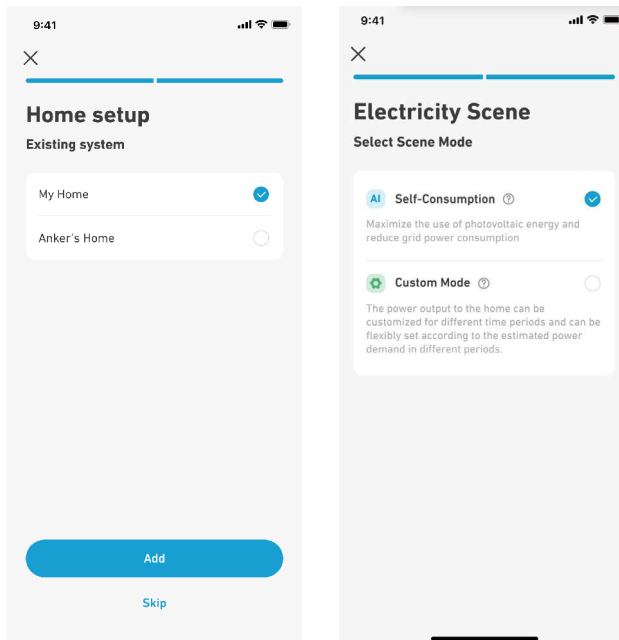 9:41
Home setup
Existing system
My Home
Anker's Home
Add
Skip
9:41
Electricity Scene
Select Scene Mode
AI Self-Consumption ?
Maximize the use of photovoltaic energy and
reduce grid power consumption
Custom Mode ?
The power output to the home can be
customized for different time periods and can be
flexibly set according to the estimated power
demand in different periods.